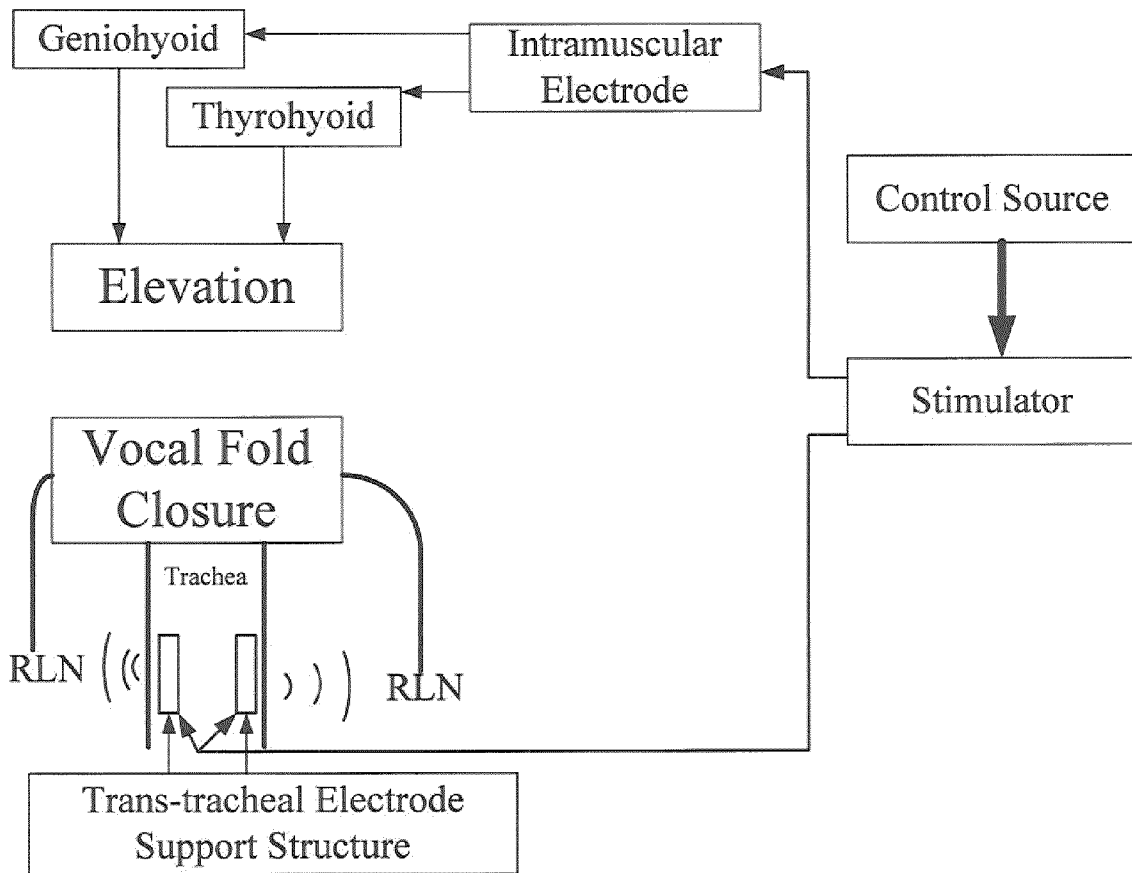 Geniohyoid
Intramuscular
Electrode
Thyrohyoid
Control Source
Elevation
Stimulator
Vocal Fold
Closure
Trachea
RLN
RLN
Trans-tracheal Electrode
Support Structure